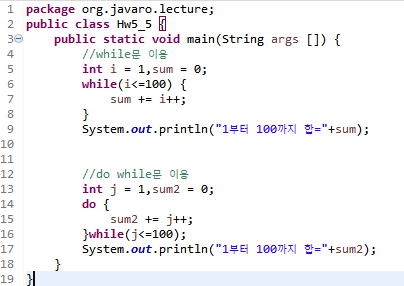 1 package org.javaro.lecture;
2 public class Hw5_5 {
3 public static void main(String args []) {
4 //while문 이용
5 int i = 1,sum = 0;
6 while(i<=100) {
7 sum += i++;
8 }
9 System.out.println("1부터 100까지 합="+sum);
10
11
12 //do while문 이용
13 int j = 1,sum2 = 0;
14 do {
15 sum2 += j++;
16 }while(j<=100);
17 System.out.println("1부터 100까지 합="+sum2);
18 }
19 }